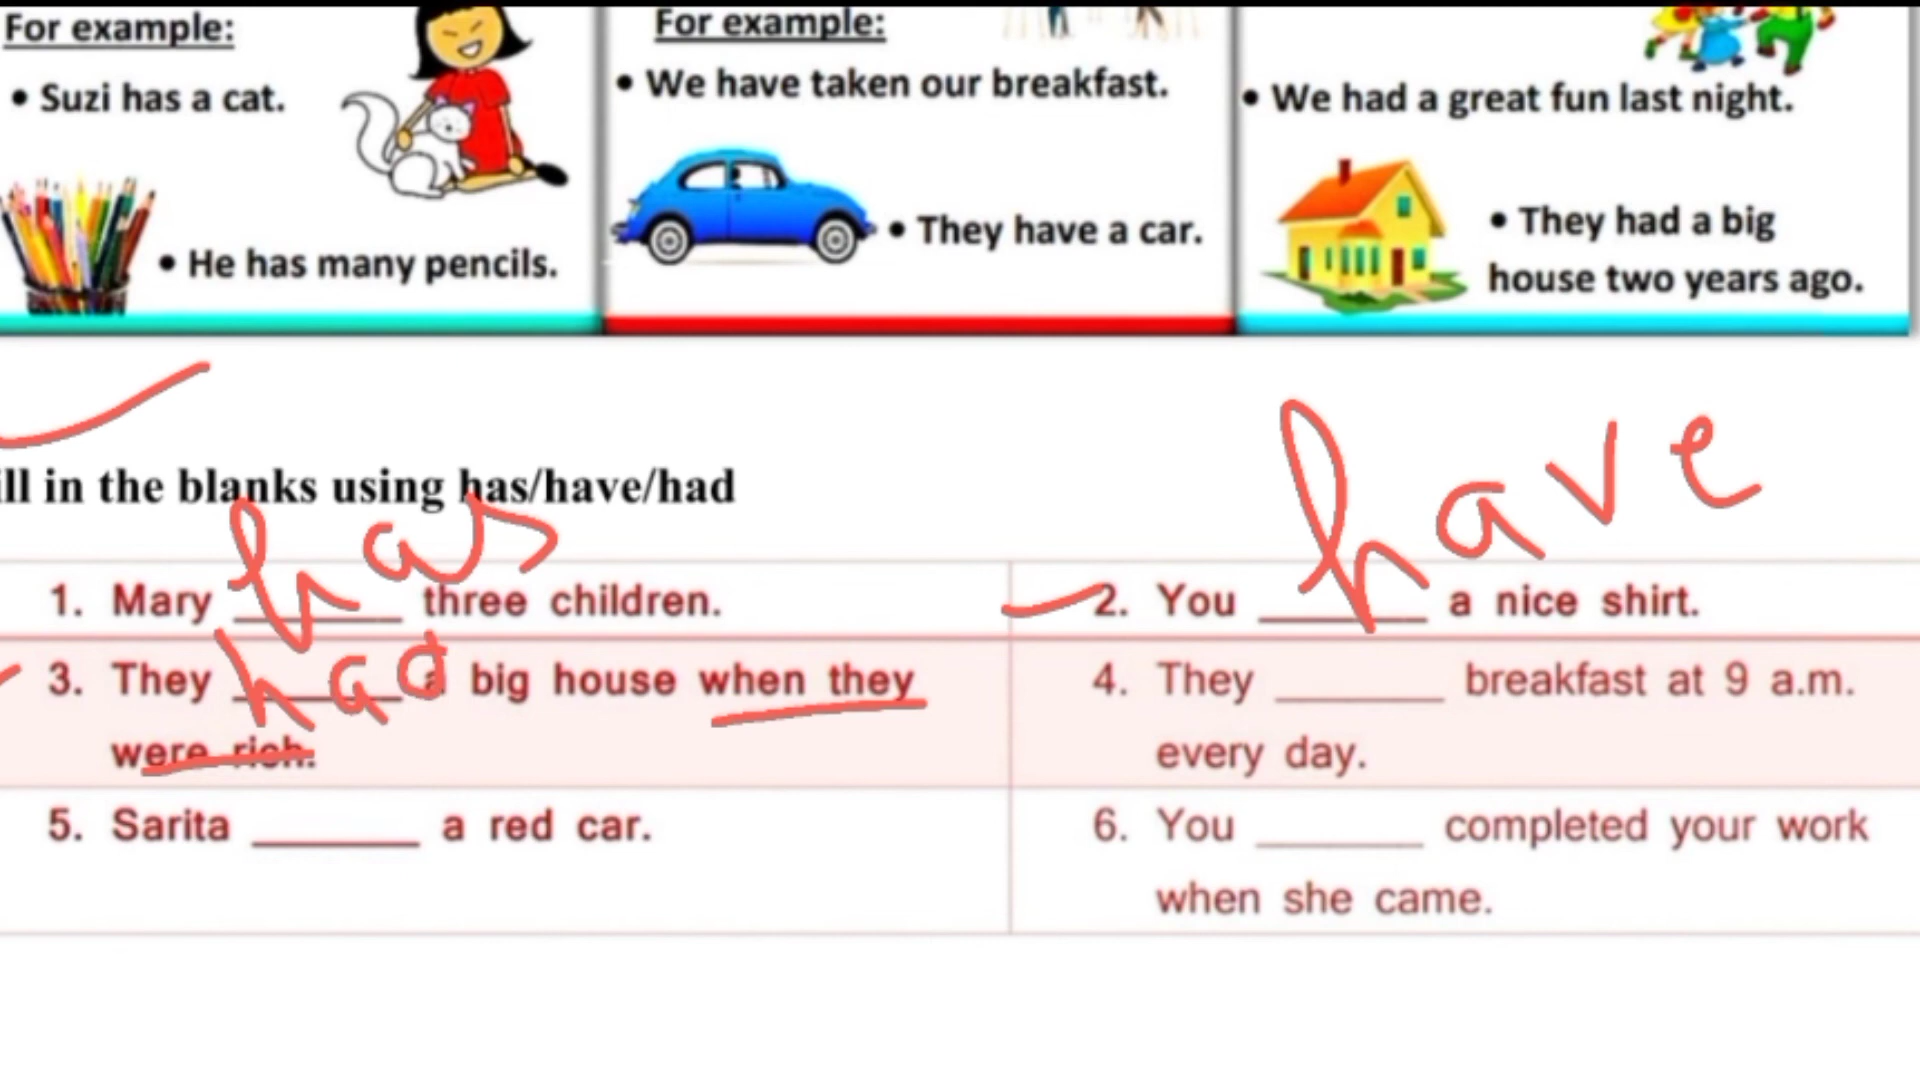 For example:
• Suzi has a cat.
• He has many pencils.
For example:
• We have taken our breakfast.
• They have a car.
• We had a great fun last night.
• They had a big
house two years ago.
ill in the blanks using has/have/had
1. Mary has three children.
2. You have a nice shirt.
3. They had a big house when they
were rich.
4. They ______ breakfast at 9 a.m.
every day.
5. Sarita ______ a red car.
6. You ______ completed your work
when she came.